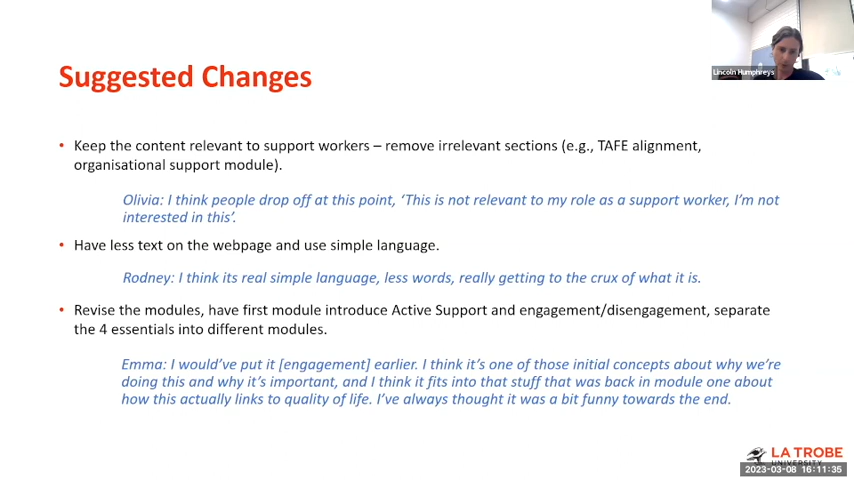 Lincoln Humphreys
Suggested Changes
• Keep the content relevant to support workers – remove irrelevant sections (e.g., TAFE alignment,
organisational support module).
Olivia: I think people drop off at this point, ‘This is not relevant to my role as a support worker, I’m not
interested in this’.
• Have less text on the webpage and use simple language.
Rodney: I think its real simple language, less words, really getting to the crux of what it is.
• Revise the modules, have first module introduce Active Support and engagement/disengagement, separate
the 4 essentials into different modules.
Emma: I would’ve put it [engagement] earlier. I think it’s one of those initial concepts about why we’re
doing this and why it’s important, and I think it fits into that stuff that was back in module one about
how this actually links to quality of life. I’ve always thought it was a bit funny towards the end.
LA TROBE
UNIVERSITY
2023-03-08 16:11:35